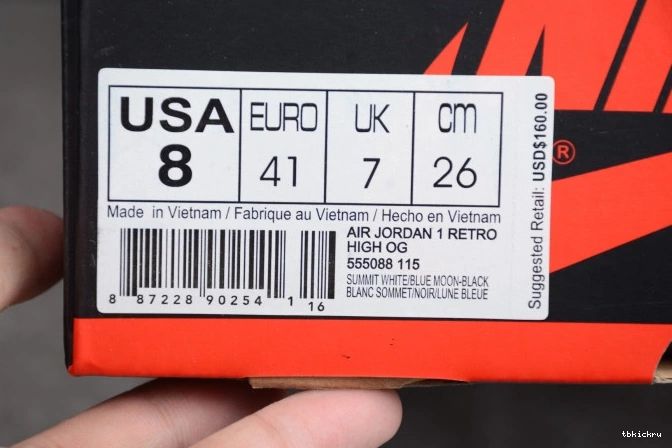 USA EURO UK cm
8 41 7 26
Made in Vietnam / Fabrique au Vietnam / Hecho en Vietnam
AIR JORDAN 1 RETRO
HIGH OG
555088 115
SUMMIT WHITE/BLUE MOON-BLACK
BLANC SOMMET/NOIR/LUNE BLEUE
8 87228 90254 1 16
Suggested Retail: USD$160.00
®
tbkickru